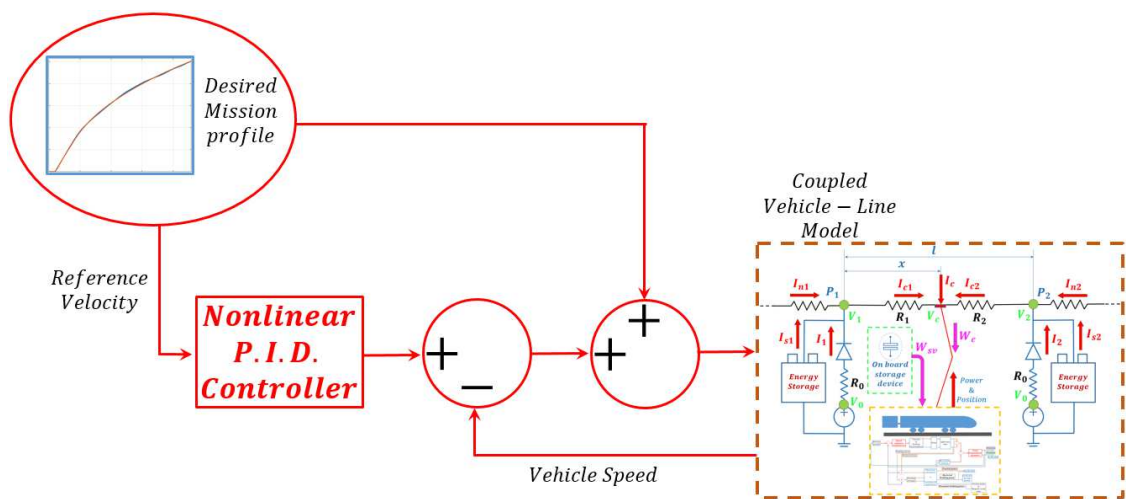 Desired
Mission
profile
Reference
Velocity
Nonlinear
P.I.D.
Controller
+
−
+
+
Vehicle Speed
Coupled
Vehicle − Line
Model
l
x
I_n1
P_1
I_c1
I_c
I_c2
P_2
I_n2
V_1
R_1
V_c
R_2
V_2
I_s1
I_1
W_sv
W_c
I_2
I_s2
On board
storage
device
Energy
Storage
R_0
V_0
Power
&
Position
R_0
V_0
Energy
Storage